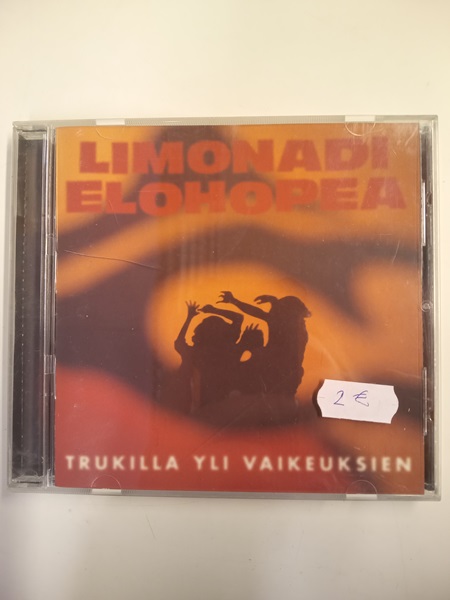 LIMONADI
ELOHOPEA
2 €
TRUKILLA YLI VAIKEUKSIEN